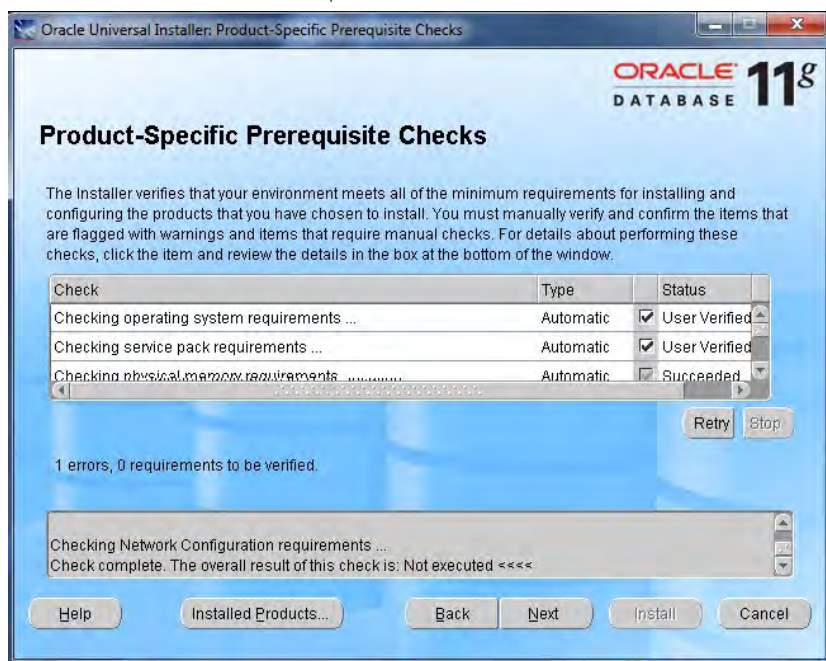 Oracle Universal Installer: Product-Specific Prerequisite Checks
ORACLE
DATABASE 11g
Product-Specific Prerequisite Checks
The Installer verifies that your environment meets all of the minimum requirements for installing and
configuring the products that you have chosen to install. You must manually verify and confirm the items that
are flagged with warnings and items that require manual checks. For details about performing these
checks, click the item and review the details in the box at the bottom of the window.
Check Type Status
Checking operating system requirements ... Automatic User Verified
Checking service pack requirements ... Automatic User Verified
Checking physical memory requirements Automatic Succeeded
Retry Stop
1 errors, 0 requirements to be verified.
Checking Network Configuration requirements ...
Check complete. The overall result of this check is: Not executed <<<<
Help Installed Products... Back Next Install Cancel